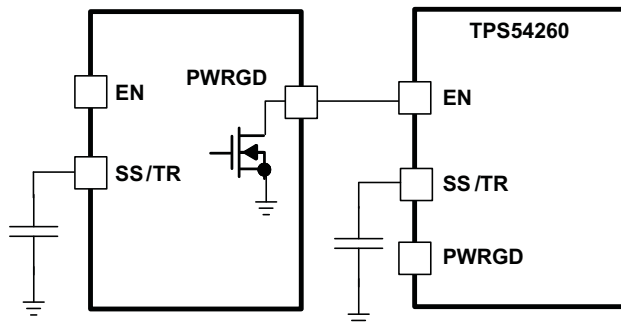 TPS54260
PWRGD
EN
EN
SS/TR
SS/TR
PWRGD